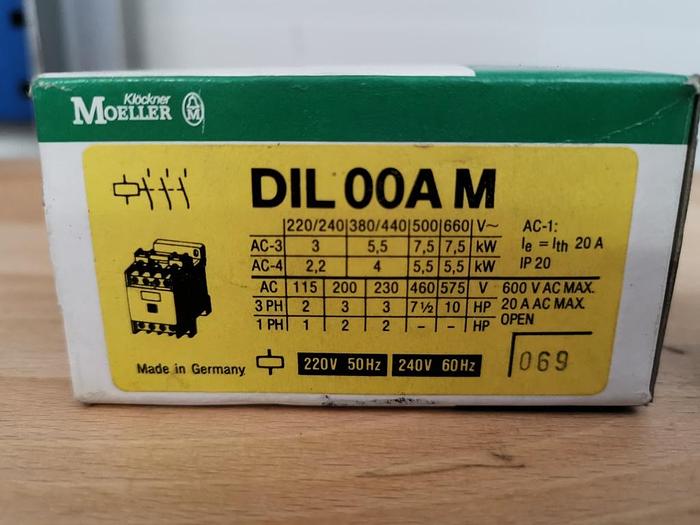 Klöckner
MOELLER
DIL 00A M
220/240 380/440 500 660 V~
AC-3 3 5,5 7,5 7,5 kW
AC-4 2,2 4 5,5 5,5 kW
AC-1:
Ie = Ith 20 A
IP 20
AC 115 200 230 460 575 V
3 PH 2 3 3 7½ 10 HP
1 PH 1 2 2 – – HP
600 V AC MAX.
20 A AC MAX.
OPEN
Made in Germany
220V 50Hz 240V 60Hz
069